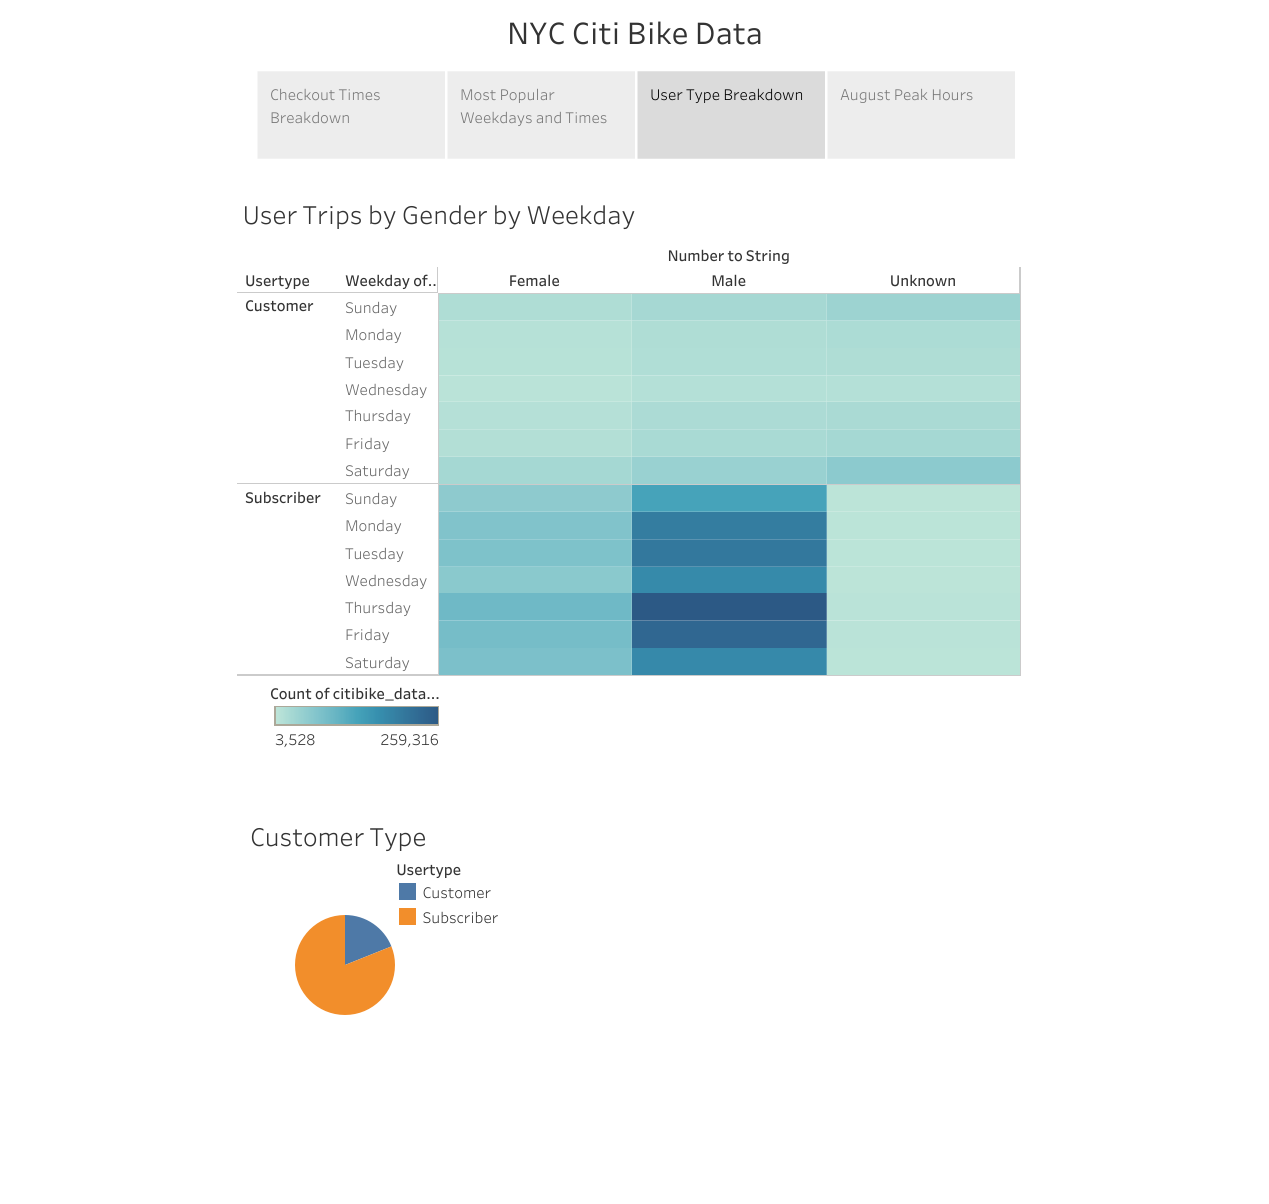 NYC Citi Bike Data
Checkout Times
Breakdown
Most Popular
Weekdays and Times
User Type Breakdown
August Peak Hours
User Trips by Gender by Weekday
Number to String
Usertype Weekday of.. Female Male Unknown
Customer Sunday
Monday
Tuesday
Wednesday
Thursday
Friday
Saturday
Subscriber Sunday
Monday
Tuesday
Wednesday
Thursday
Friday
Saturday
Count of citibike_data...
3,528 259,316
Customer Type
Usertype
Customer
Subscriber